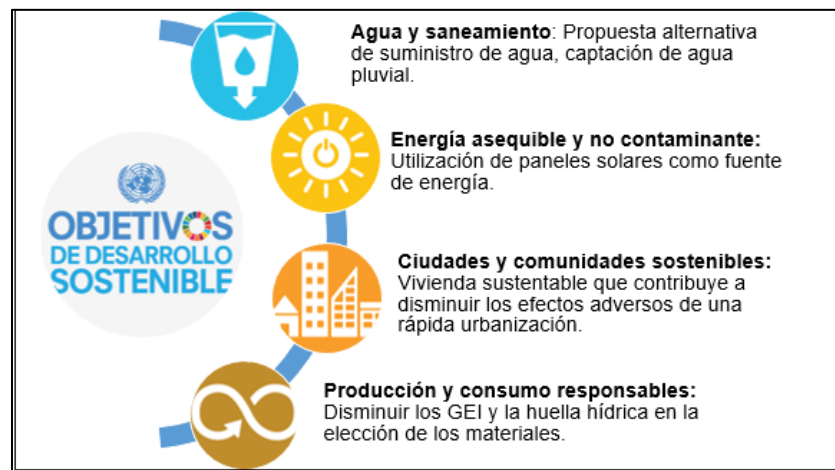 Agua y saneamiento: Propuesta alternativa
de suministro de agua, captación de agua
pluvial.
Energía asequible y no contaminante:
Utilización de paneles solares como fuente
de energía.
OBJETIVOS
DE DESARROLLO
SOSTENIBLE
Ciudades y comunidades sostenibles:
Vivienda sustentable que contribuye a
disminuir los efectos adversos de una
rápida urbanización.
Producción y consumo responsables:
Disminuir los GEI y la huella hídrica en la
elección de los materiales.